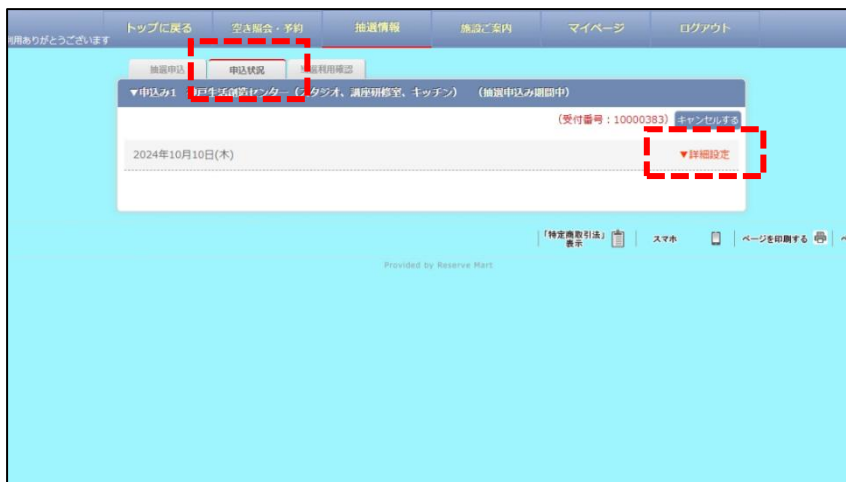 トップに戻る 空き照会・予約 抽選情報 施設ご案内 マイページ ログアウト
用ありがとうございます
抽選申込 申込状況 利用確認
▼申込み1 戸生活創造センター（スタジオ、講座研修室、キッチン） （抽選申込み期間中）
（受付番号：10000383） キャンセルする
2024年10月10日(木) ▼詳細設定
「特定商取引法」表示 スマホ ページを印刷する
Provided by Reserve Mart